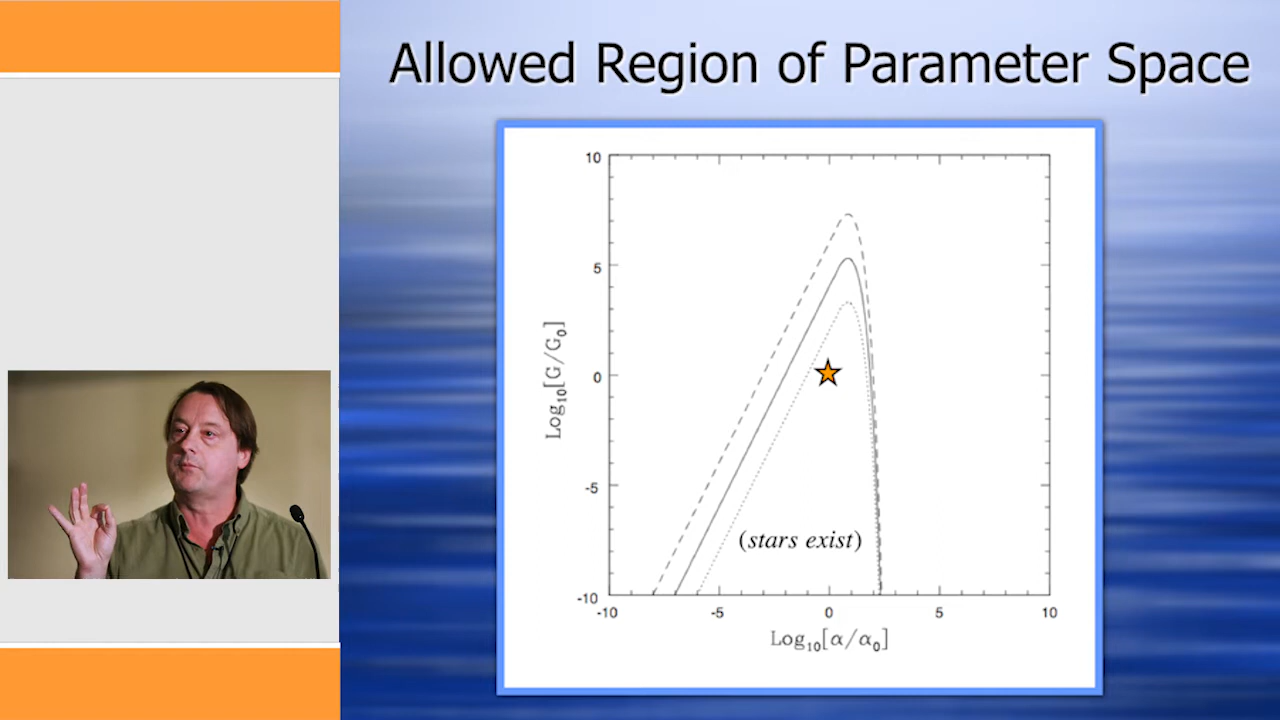 Allowed Region of Parameter Space
10
5
0
-5
-10
Log10[G/G0]
(stars exist)
-10
-5
0
5
10
Log10[α/α0]